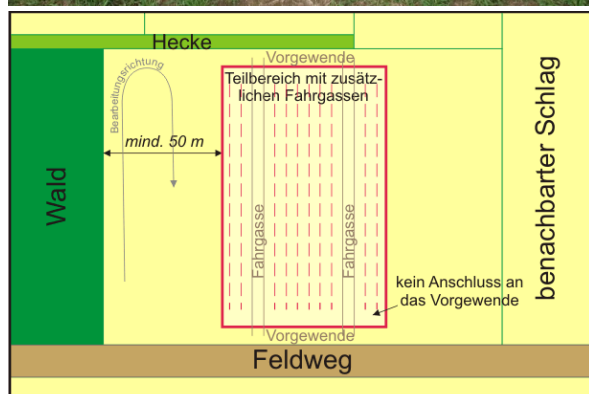 Hecke
Vorgewende
Teilbereich mit zusätz-
lichen Fahrgassen
Bearbeitungsrichtung
mind. 50 m
Wald
Fahrgasse
Fahrgasse
benachbarter Schlag
kein Anschluss an
das Vorgewende
Vorgewende
Feldweg